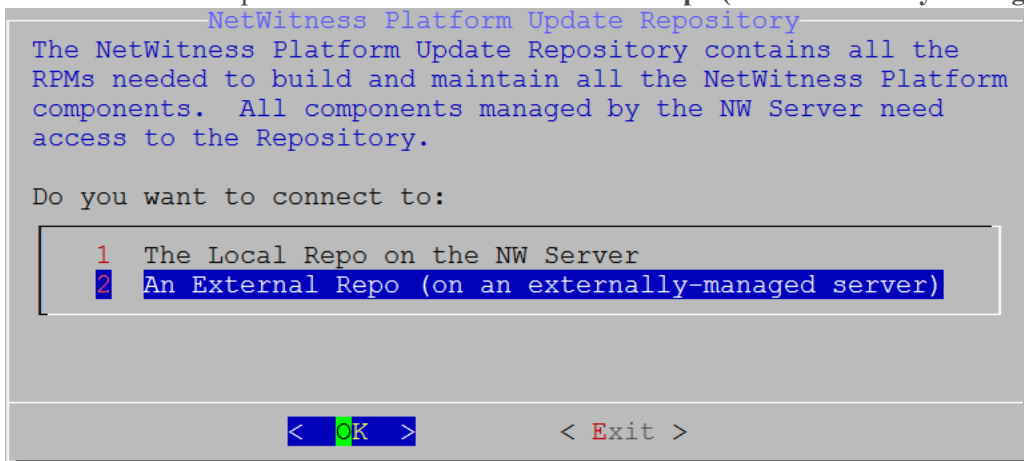 NetWitness Platform Update Repository
The NetWitness Platform Update Repository contains all the
RPMs needed to build and maintain all the NetWitness Platform
components.  All components managed by the NW Server need
access to the Repository.
Do you want to connect to:
1  The Local Repo on the NW Server
2  An External Repo (on an externally-managed server)
<  OK  >  < Exit >